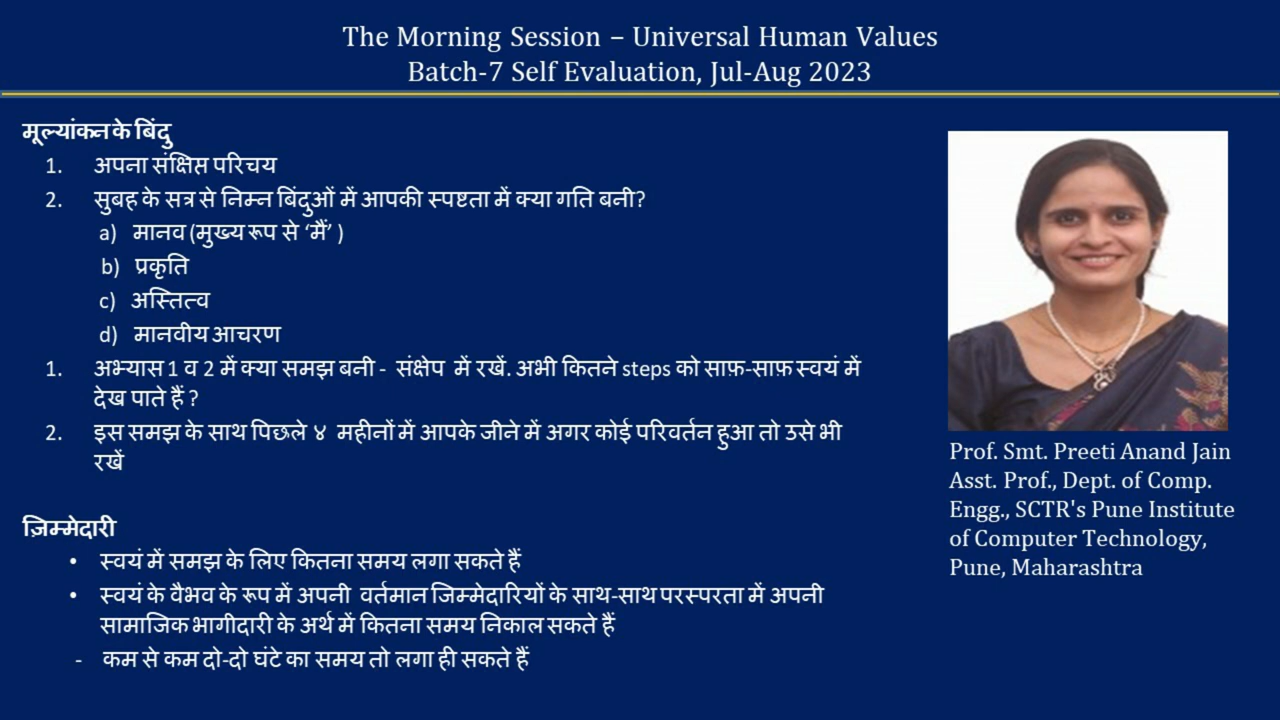 The Morning Session – Universal Human Values
Batch-7 Self Evaluation, Jul-Aug 2023
मूल्यांकन के बिंदु
1. अपना संक्षिप्त परिचय
2. सुबह के सत्र से निम्न बिंदुओं में आपकी स्पष्टता में क्या गति बनी?
a) मानव (मुख्य रूप से ‘मैं’ )
b) प्रकृति
c) अस्तित्व
d) मानवीय आचरण
1. अभ्यास 1 व 2 में क्या समझ बनी - संक्षेप में रखें. अभी कितने steps को साफ़-साफ़ स्वयं में
देख पाते हैं ?
2. इस समझ के साथ पिछले ४ महीनों में आपके जीने में अगर कोई परिवर्तन हुआ तो उसे भी
रखें
ज़िम्मेदारी
• स्वयं में समझ के लिए कितना समय लगा सकते हैं
• स्वयं के वैभव के रूप में अपनी वर्तमान जिम्मेदारियों के साथ-साथ परस्परता में अपनी
सामाजिक भागीदारी के अर्थ में कितना समय निकाल सकते हैं
- कम से कम दो-दो घंटे का समय तो लगा ही सकते हैं
Prof. Smt. Preeti Anand Jain
Asst. Prof., Dept. of Comp.
Engg., SCTR's Pune Institute
of Computer Technology,
Pune, Maharashtra